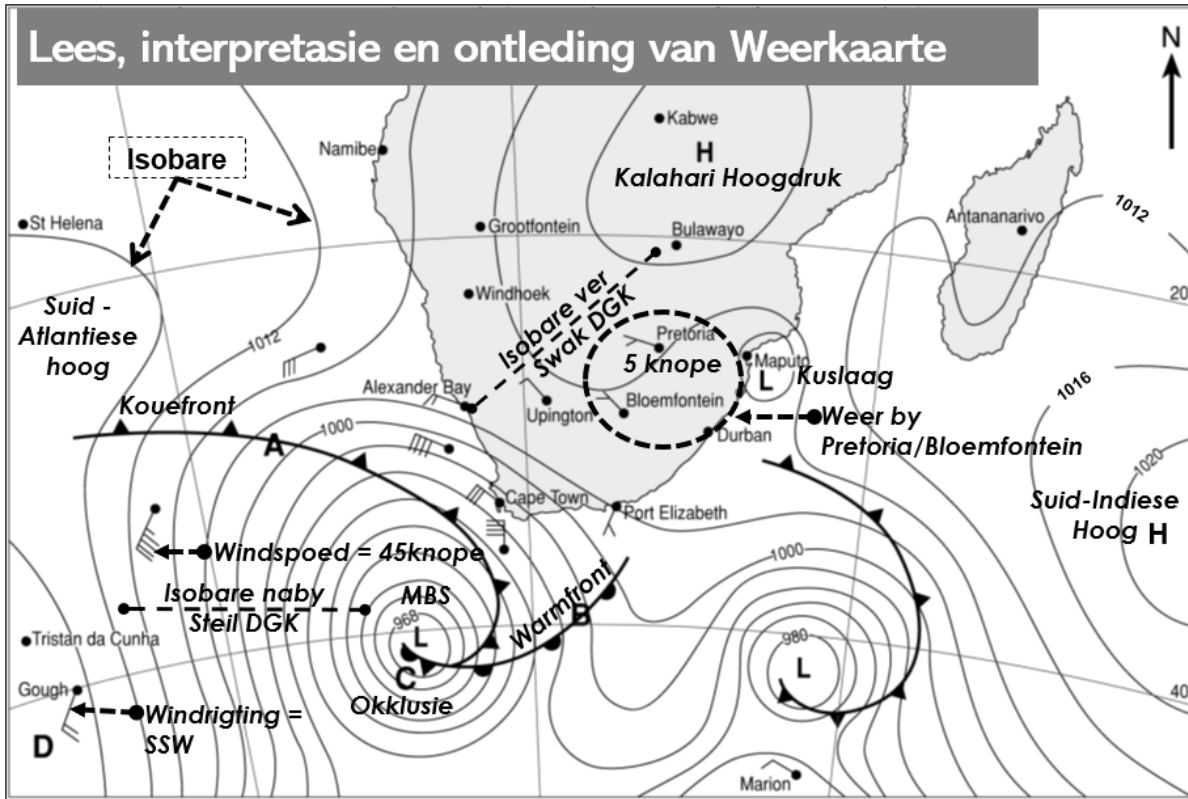 Lees, interpretasie en ontleding van Weerkaarte
N
Kabwe
Namibe
H
Isobare
Kalahari Hoogdruk
1012
St Helena
Grootfontein
Bulawayo
Antananarivo
Isobare ver
Swak DGK
Windhoek
20
Suid -
Atlantiese
hoog
1012
Pretoria
5 knope
Maputo
L
Kuslaag
1016
Alexander Bay
Upington
Bloemfontein
Weer by
Pretoria/Bloemfontein
Kouefront
1000
Durban
A
1020
Cape Town
Port Elizabeth
Suid-Indiese
Hoog H
Windspoed = 45knope
1000
Isobare naby
Steil DGK
MBS
Warmfront
B
968
L
980
L
Tristan da Cunha
C
Gough
Okklusie
40
Windrigting =
SSW
D
Marion